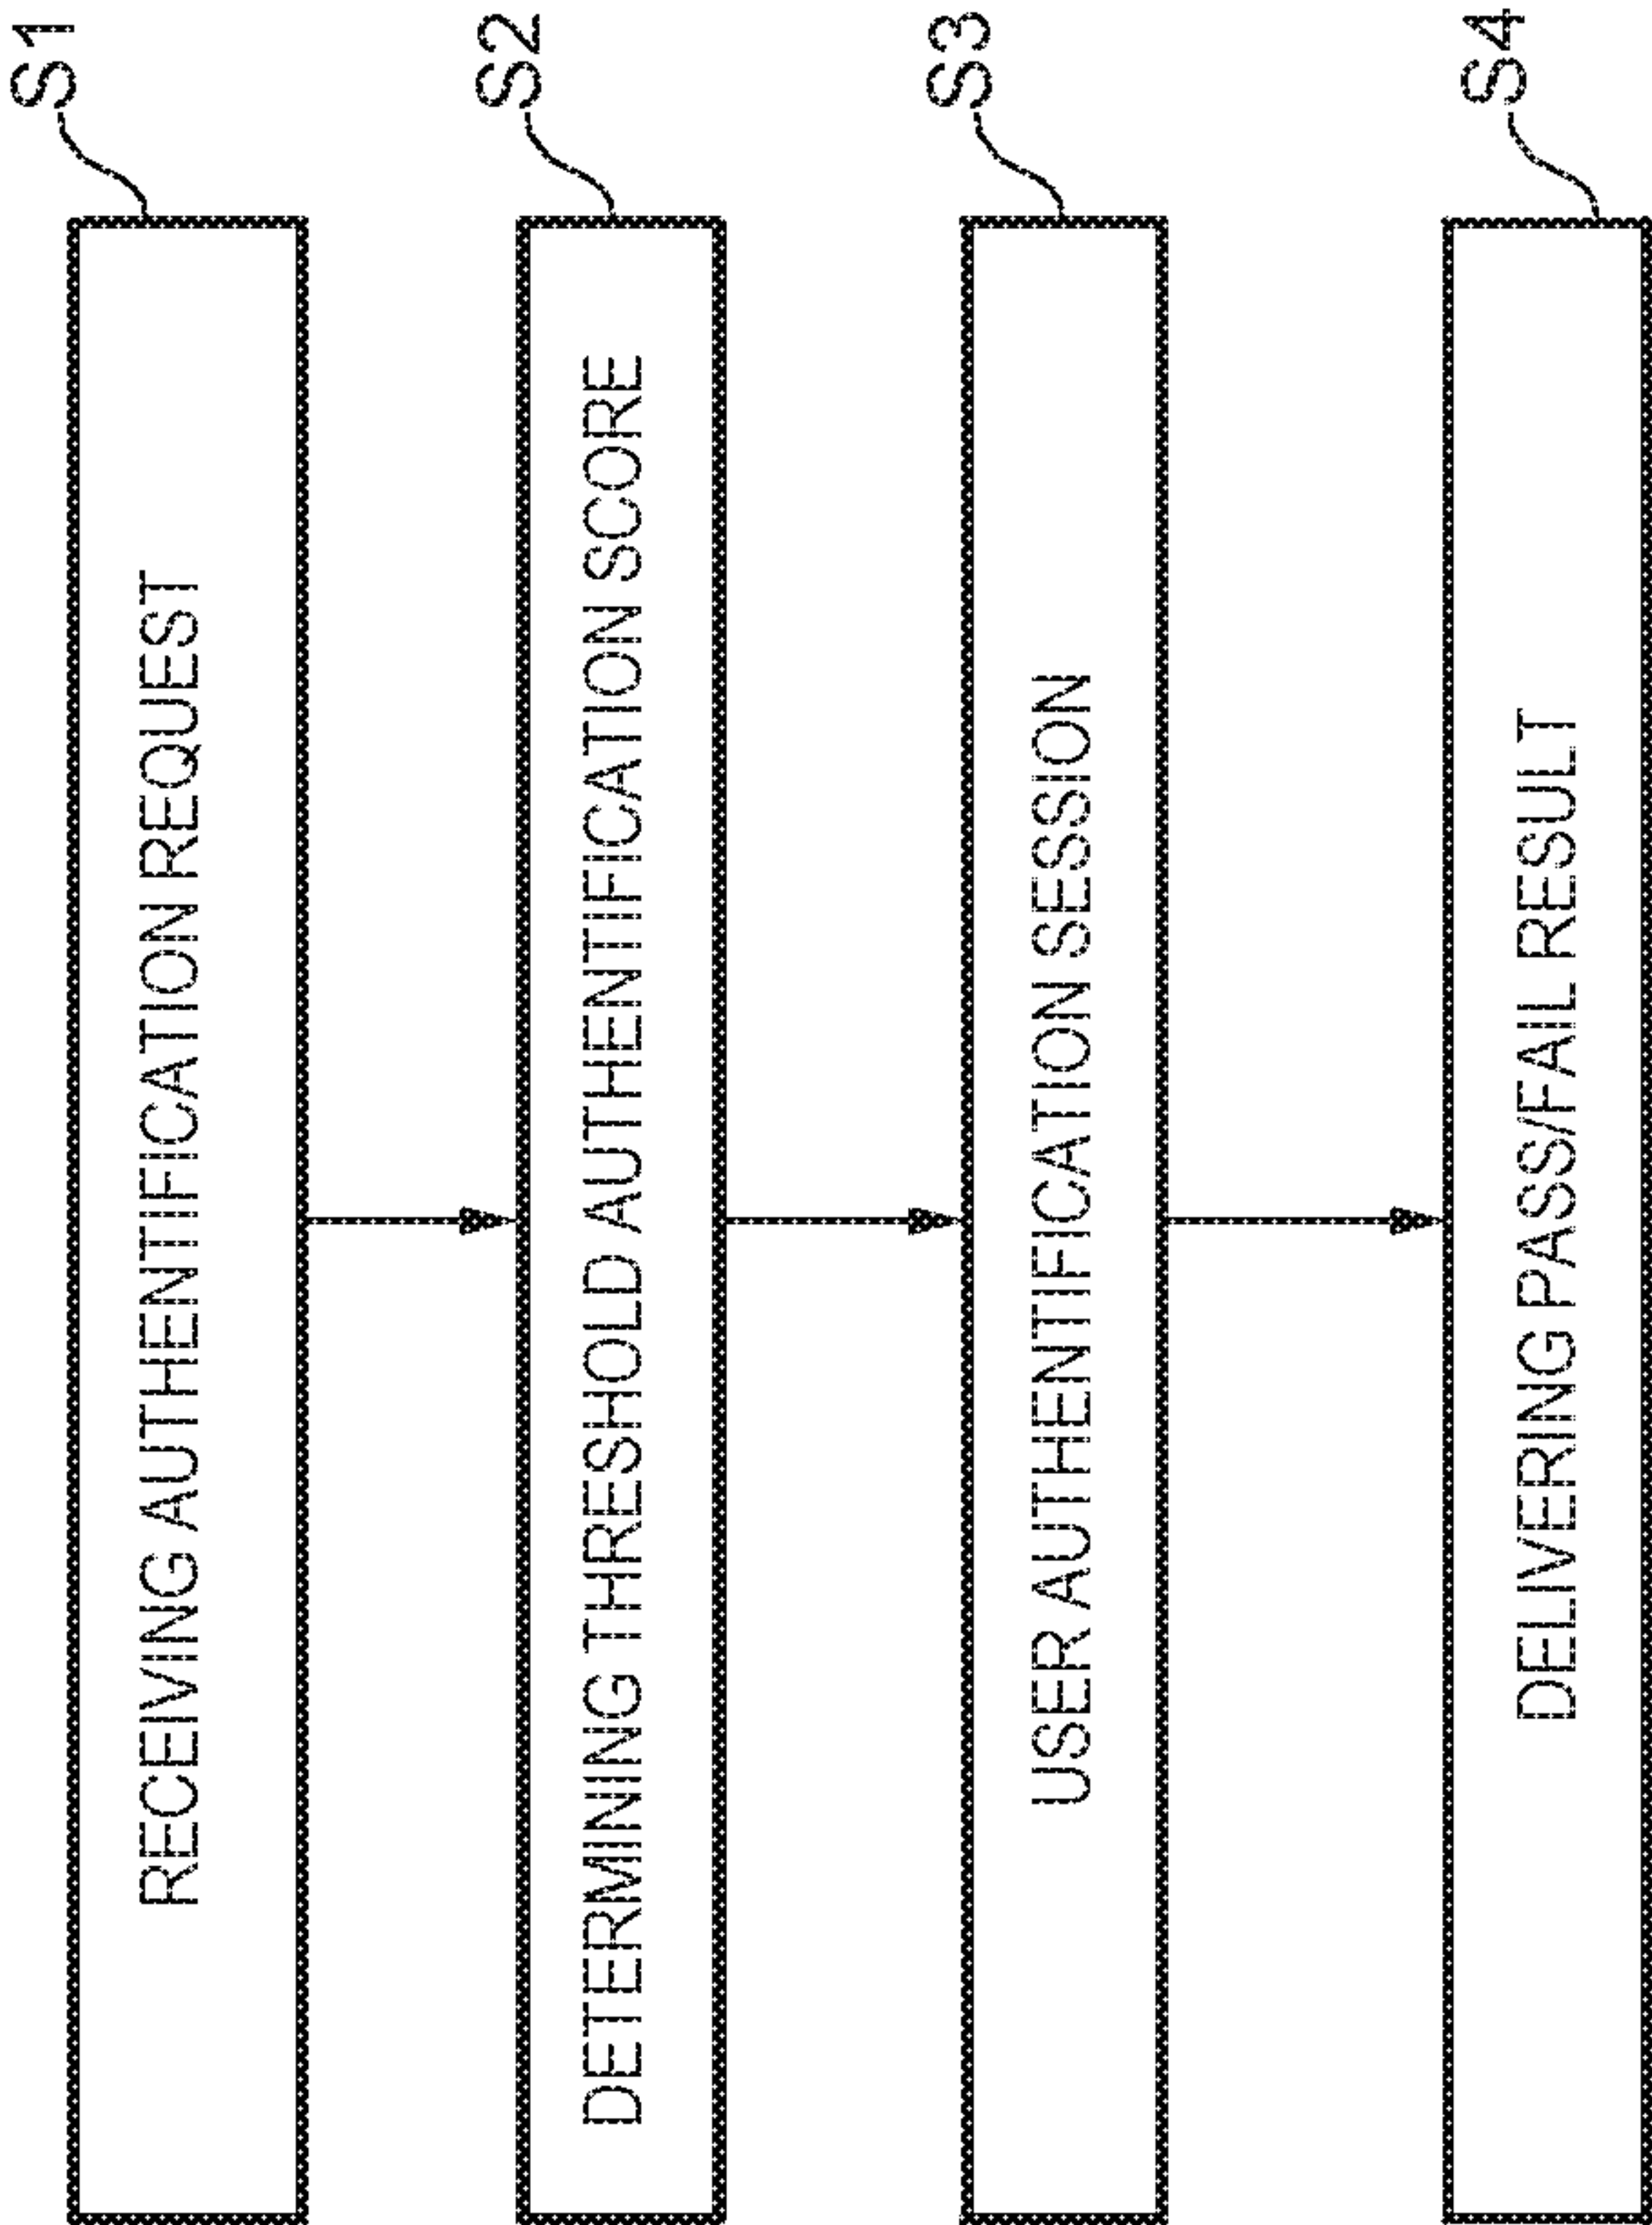 S1
RECEIVING AUTHENTIFICATION REQUEST
S2
DETERMINING THRESHOLD AUTHENTIFICATION SCORE
S3
USER AUTHENTIFICATION SESSION
S4
DELIVERING PASS/FAIL RESULT